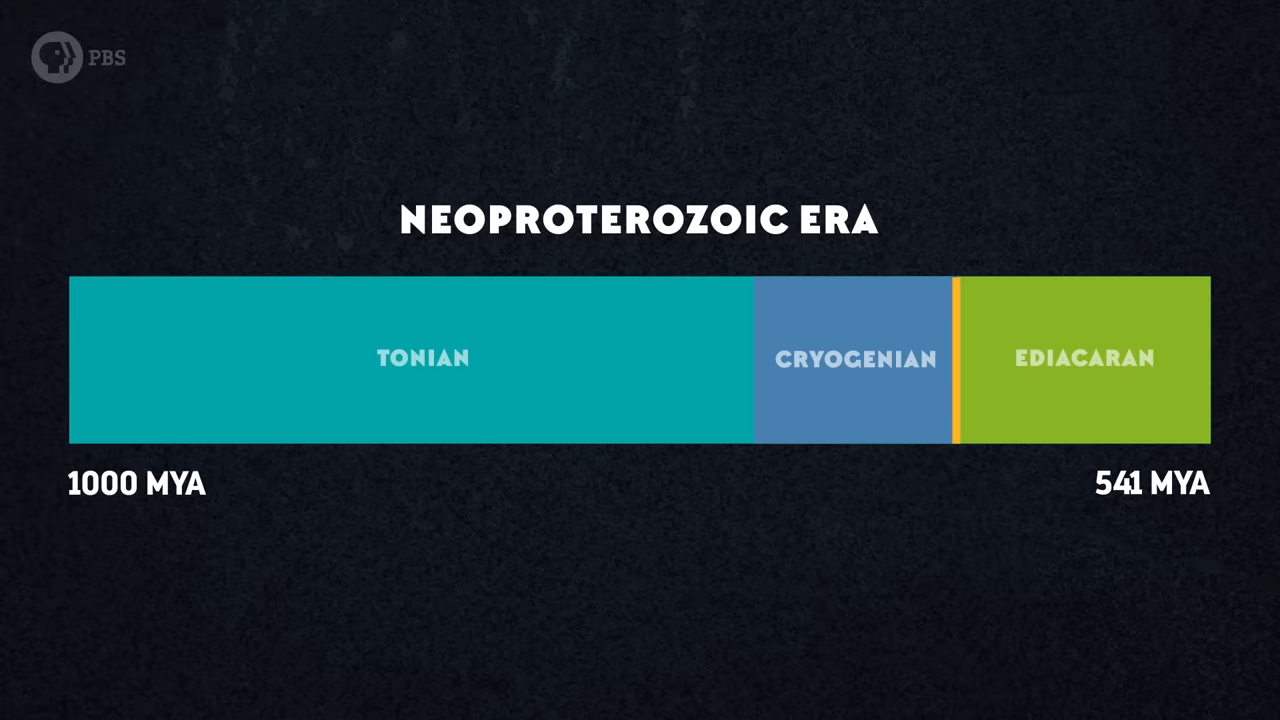 PBS
NEOPROTEROZOIC ERA
TONIAN
CRYOGENIAN
EDIACARAN
1000 MYA
541 MYA